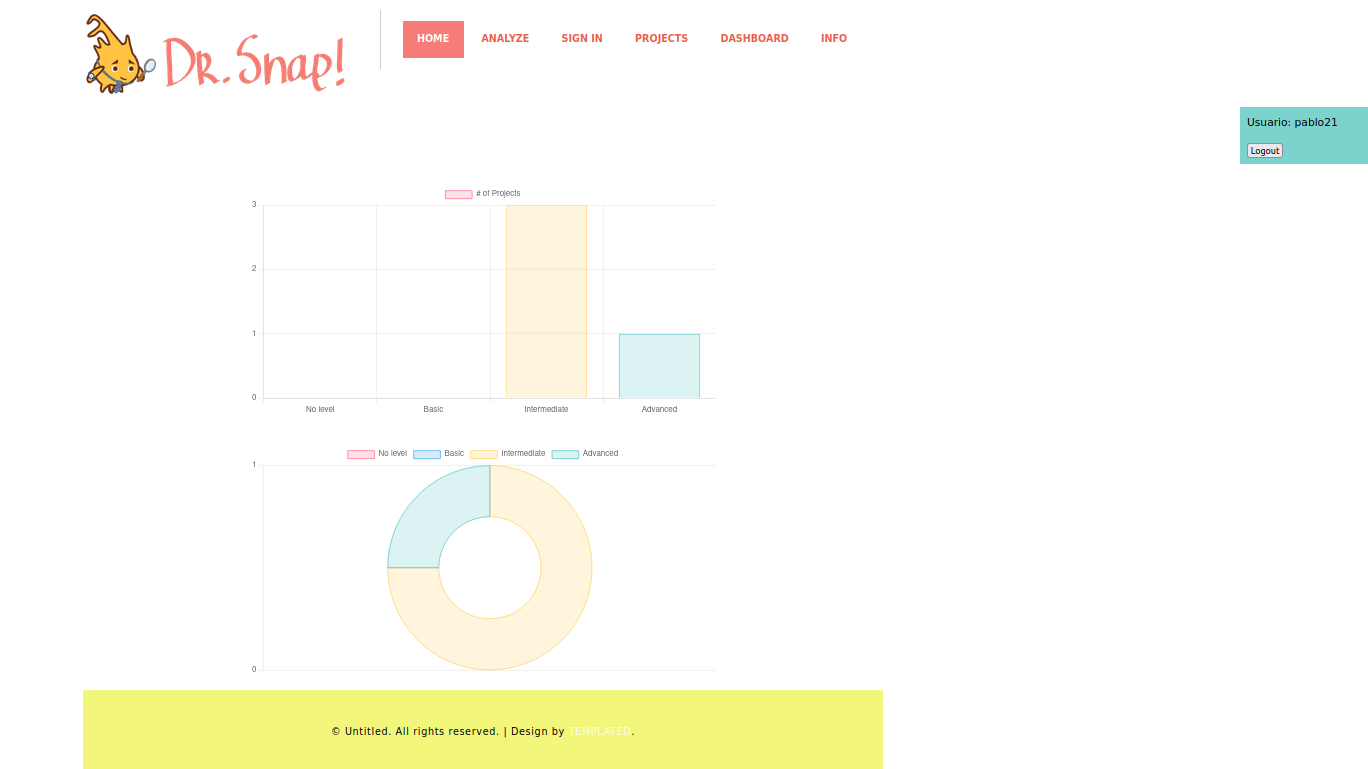 Dr. Snap!
HOME ANALYZE SIGN IN PROJECTS DASHBOARD INFO
Usuario: pablo21
Logout
# of Projects
3
2
1
0
No level Basic Intermediate Advanced
No level Basic Intermediate Advanced
1
0
© Untitled. All rights reserved. | Design by TEMPLATED.